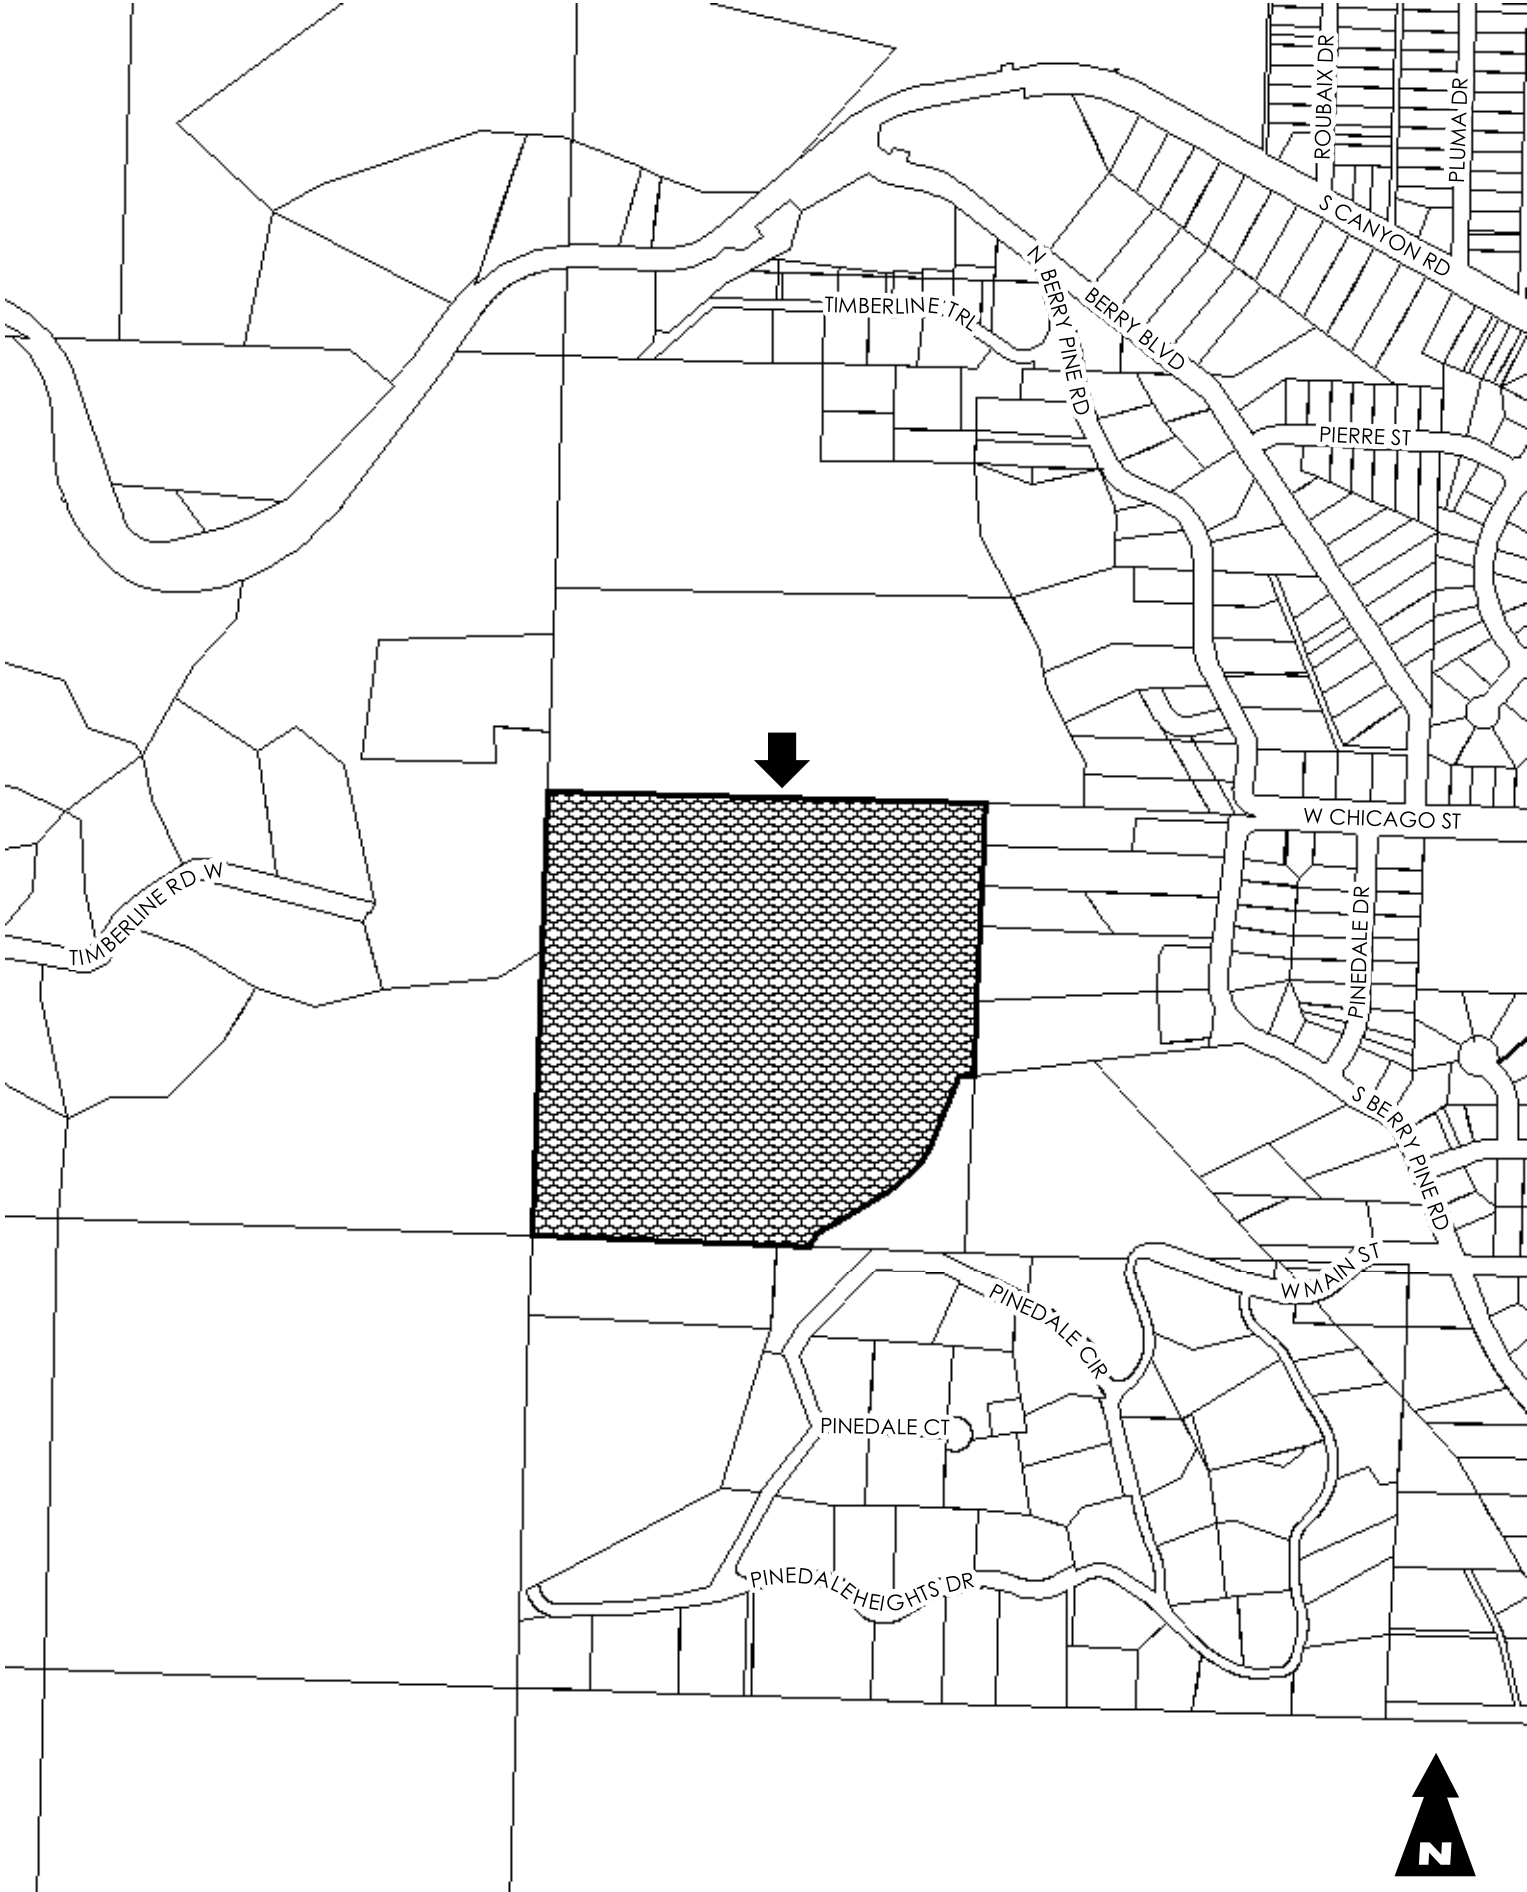 ROUBAIX DR
PLUMA DR
S CANYON RD
N BERRY PINE RD
BERRY BLVD
TIMBERLINE TRL
PIERRE ST
W CHICAGO ST
TIMBERLINE RD W
PINEDALE DR
S BERRY PINE RD
W MAIN ST
PINEDALE CIR
PINEDALE CT
PINEDALE HEIGHTS DR
N